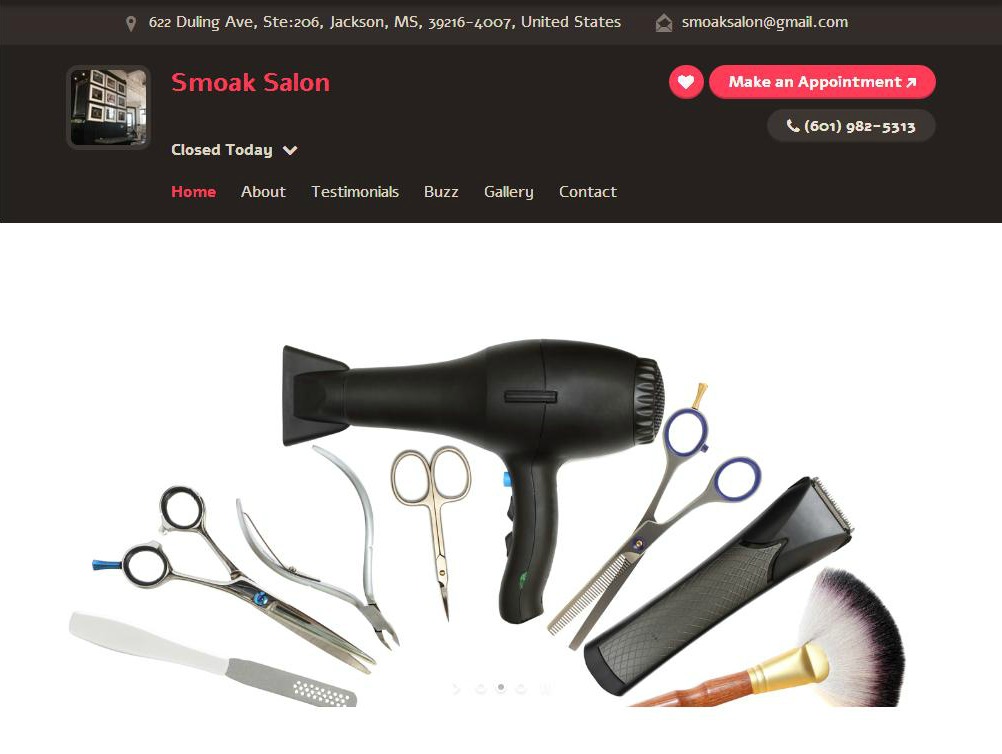 622 Duling Ave, Ste:206, Jackson, MS, 39216-4007, United States smoaksalon@gmail.com
Smoak Salon
Make an Appointment
(601) 982-5313
Closed Today
Home About Testimonials Buzz Gallery Contact